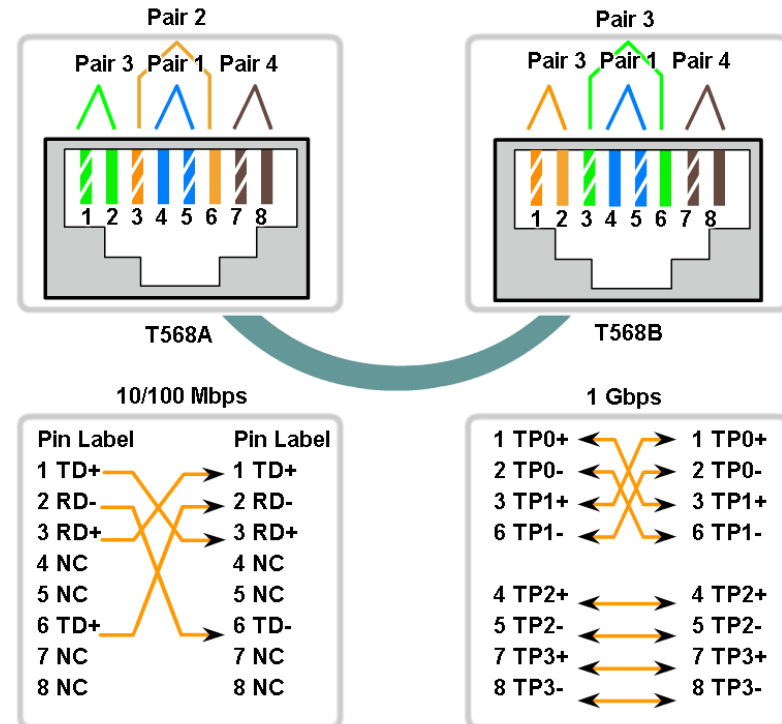 Pair 2
Pair 3 Pair 1 Pair 4
1 2 3 4 5 6 7 8
T568A
Pair 3
Pair 3 Pair 1 Pair 4
1 2 3 4 5 6 7 8
T568B
10/100 Mbps
Pin Label Pin Label
1 TD+ 1 TD+
2 RD- 2 RD-
3 RD+ 3 RD+
4 NC 4 NC
5 NC 5 NC
6 TD+ 6 TD-
7 NC 7 NC
8 NC 8 NC
1 Gbps
1 TP0+ 1 TP0+
2 TP0- 2 TP0-
3 TP1+ 3 TP1+
6 TP1- 6 TP1-
4 TP2+ 4 TP2+
5 TP2- 5 TP2-
7 TP3+ 7 TP3+
8 TP3- 8 TP3-